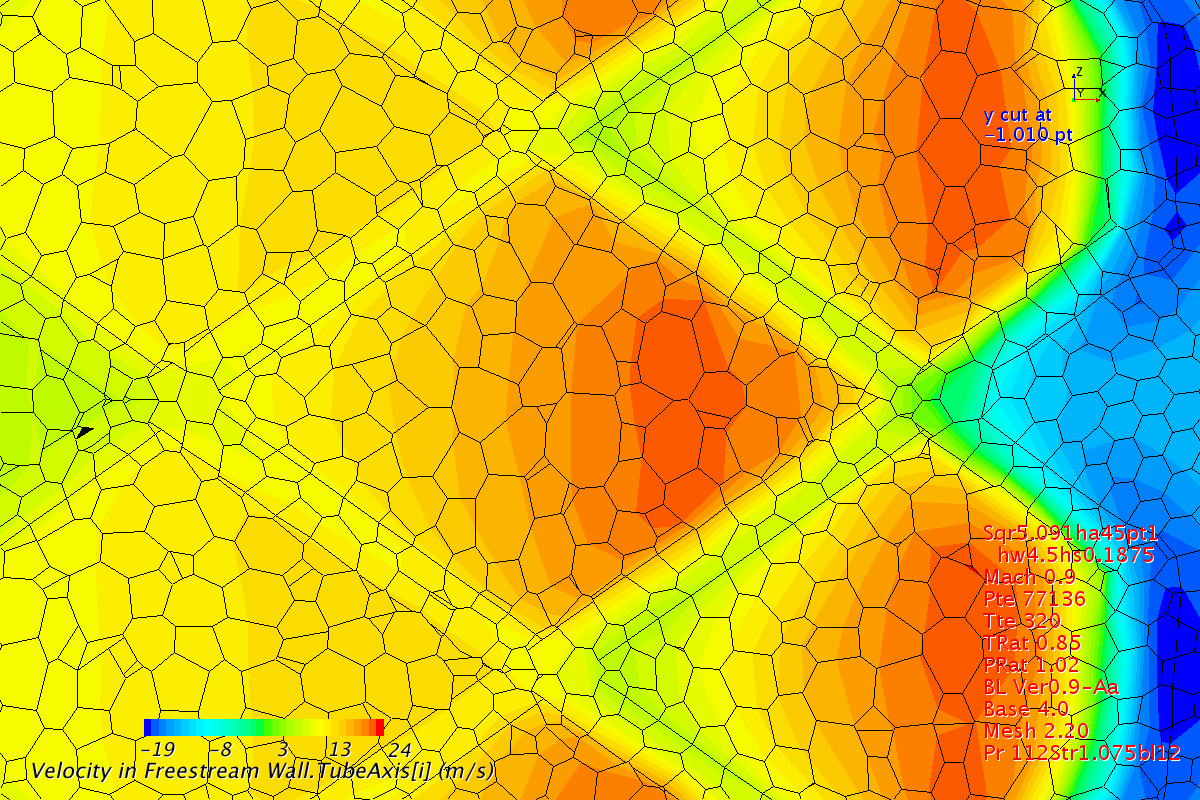 Z
Y X
y cut at
-1.010 pt
Sqr5.091ha45pt1
hw4.5hs0.1875
Mach 0.9
Pte 77136
Tte 320
TRat 0.85
PRat 1.02
BL Ver0.9-Aa
Base 4.0
Mesh 2.20
Pr 112Str1.075bl12
-19 -8 3 13 24
Velocity in Freestream Wall.TubeAxis[i] (m/s)